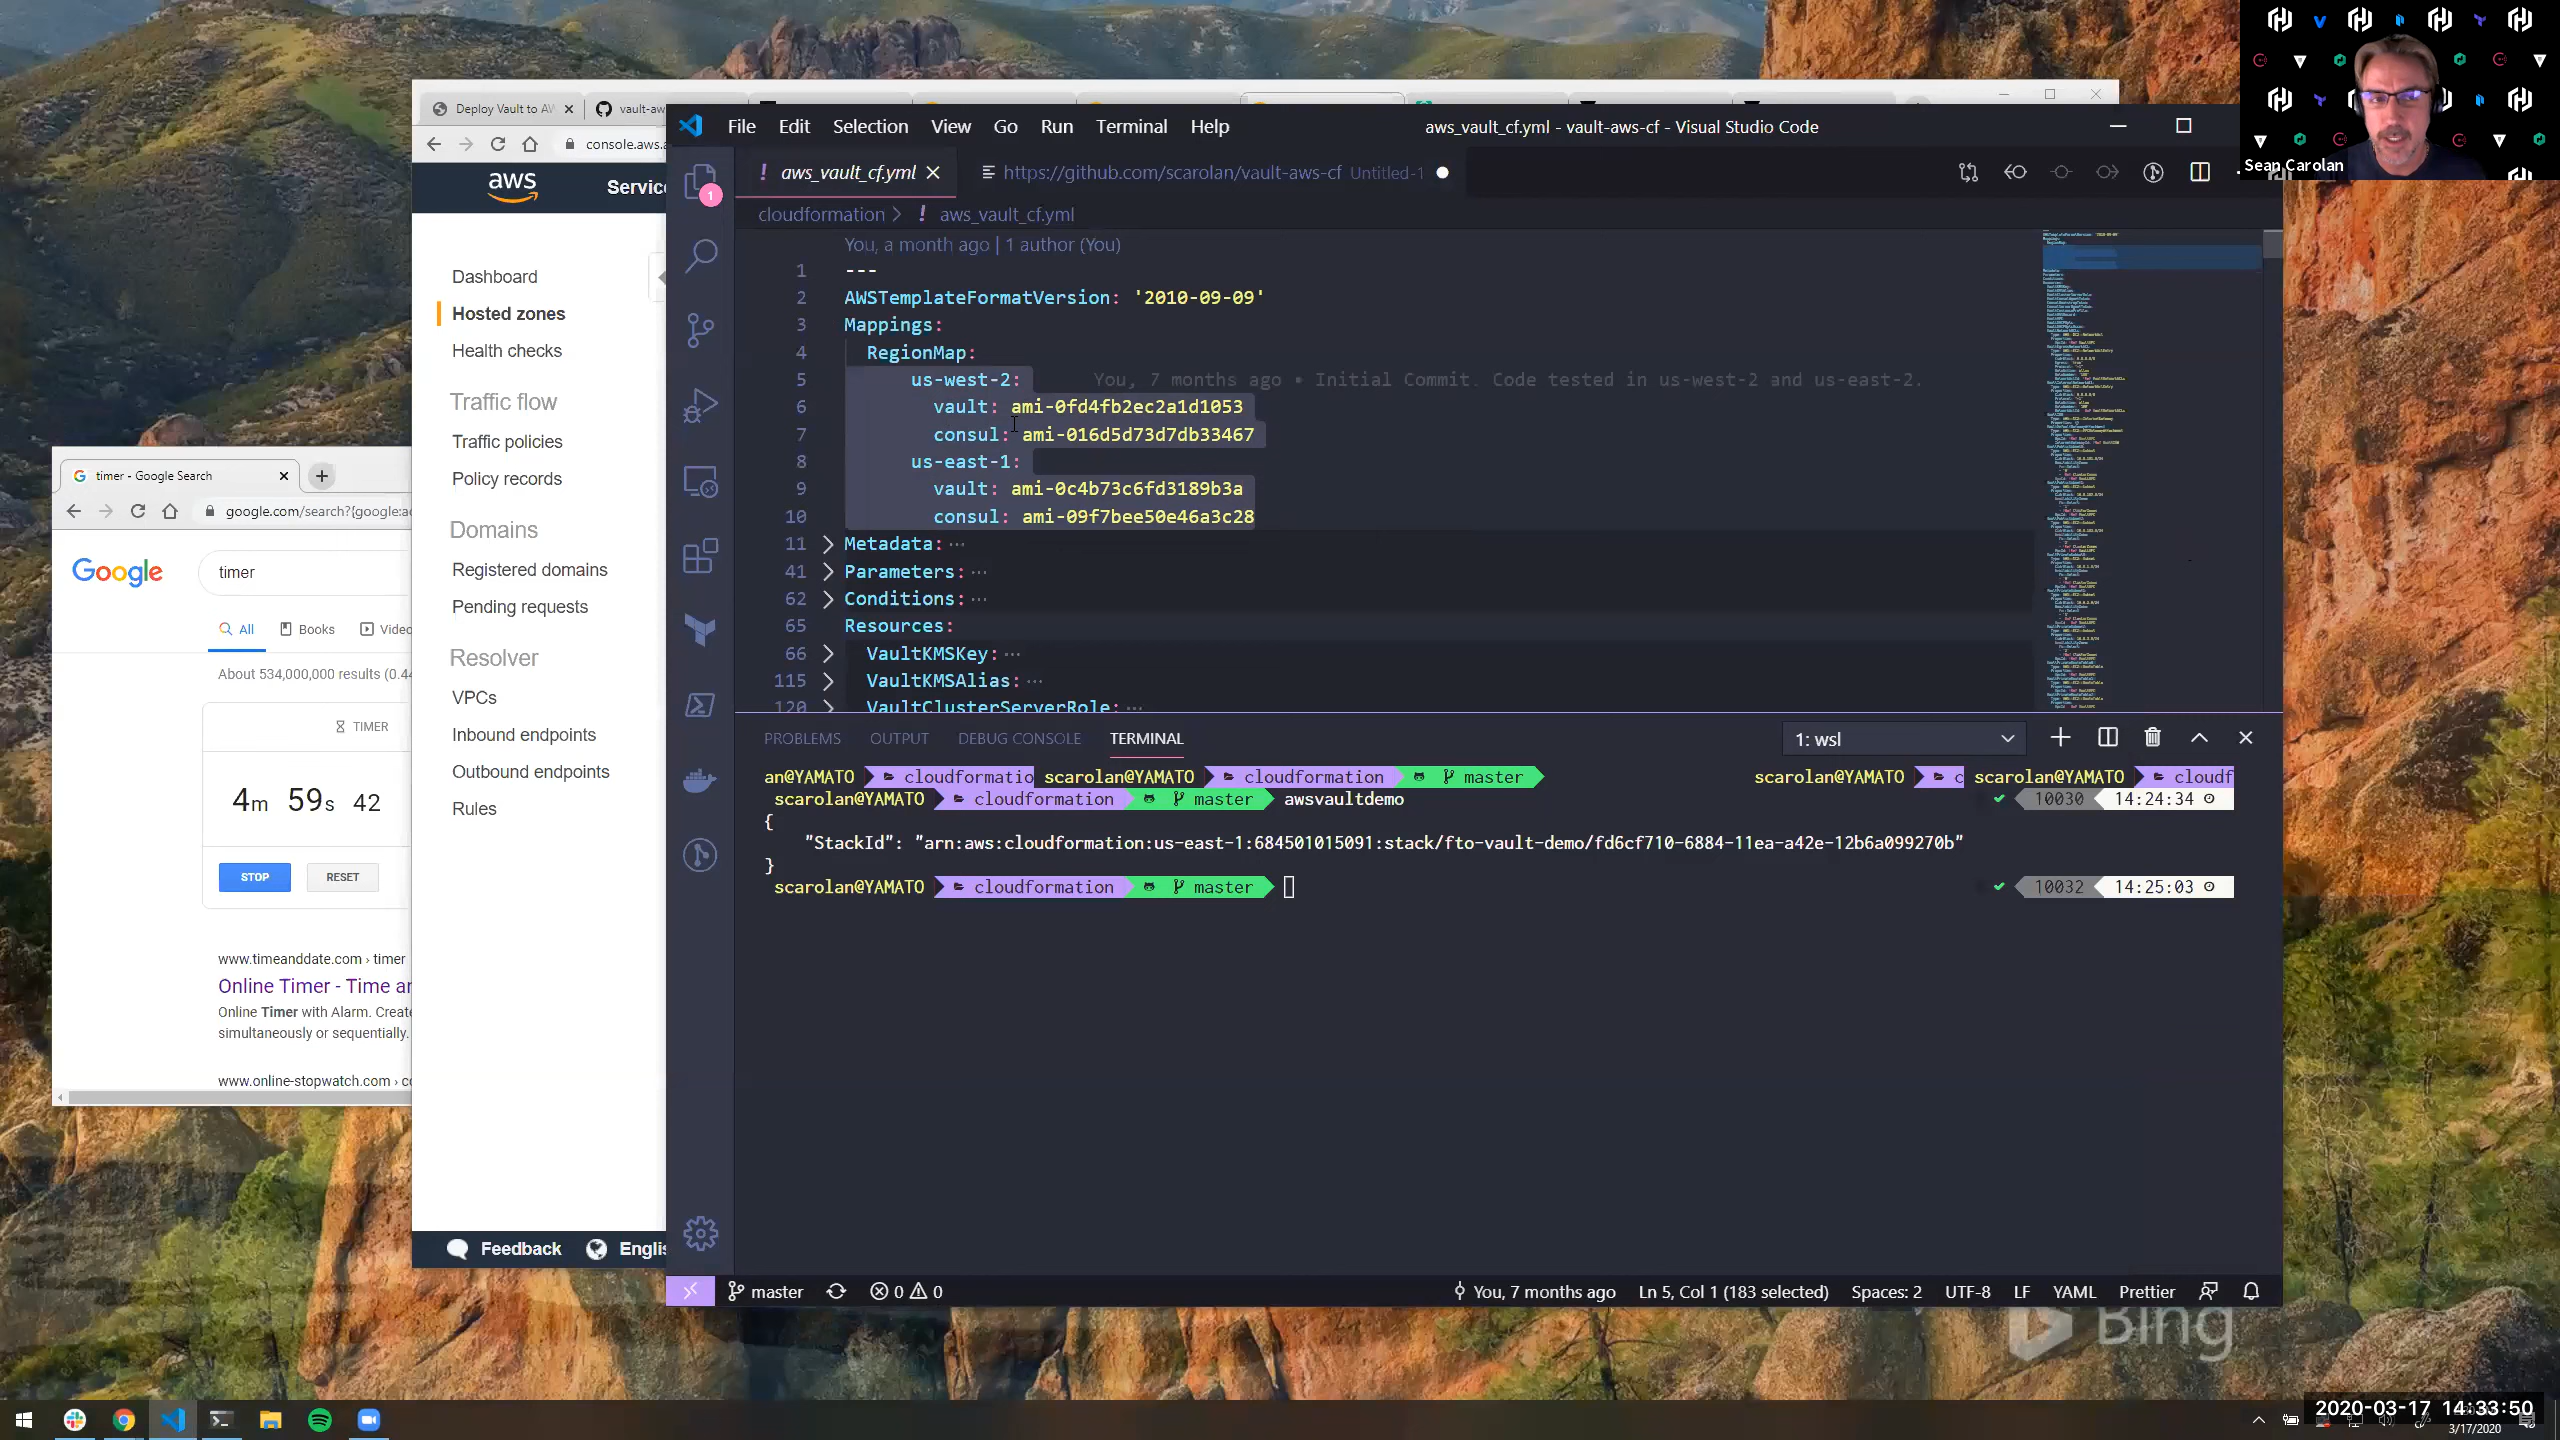 Deploy Vault to AW
vault-aw
console.aws.a
aws
Servic
Dashboard
Hosted zones
Health checks
Traffic flow
Traffic policies
Policy records
Domains
Registered domains
Pending requests
Resolver
VPCs
Inbound endpoints
Outbound endpoints
Rules
Feedback
Englis
timer - Google Search
google.com/search?{google:ac
Google
timer
All
Books
Video
About 534,000,000 results (0.44
TIMER
4m 59s 42
STOP
RESET
www.timeanddate.com › timer
Online Timer - Time an
Online Timer with Alarm. Create
simultaneously or sequentially.
www.online-stopwatch.com › co
File Edit Selection View Go Run Terminal Help
aws_vault_cf.yml - vault-aws-cf - Visual Studio Code
1
! aws_vault_cf.yml
https://github.com/scarolan/vault-aws-cf Untitled-1
cloudformation > ! aws_vault_cf.yml
You, a month ago | 1 author (You)
1 ---
2 AWSTemplateFormatVersion: '2010-09-09'
3 Mappings:
4 RegionMap:
5 us-west-2: You, 7 months ago • Initial Commit. Code tested in us-west-2 and us-east-2.
6 vault: ami-0fd4fb2ec2a1d1053
7 consul: ami-016d5d73d7db33467
8 us-east-1:
9 vault: ami-0c4b73c6fd3189b3a
10 consul: ami-09f7bee50e46a3c28
11 > Metadata: ···
41 > Parameters: ···
62 > Conditions: ···
65 Resources:
66 > VaultKMSKey: ···
115 > VaultKMSAlias: ···
120 > VaultClusterServerRole: ···
PROBLEMS OUTPUT DEBUG CONSOLE TERMINAL
1: wsl
an@YAMATO cloudformatio scarolan@YAMATO cloudformation master scarolan@YAMATO c scarolan@YAMATO cloudf
scarolan@YAMATO cloudformation master awsvaultdemo 10030 14:24:34
{
"StackId": "arn:aws:cloudformation:us-east-1:684501015091:stack/fto-vault-demo/fd6cf710-6884-11ea-a42e-12b6a099270b"
}
scarolan@YAMATO cloudformation master 10032 14:25:03
master 0 0
You, 7 months ago Ln 5, Col 1 (183 selected) Spaces: 2 UTF-8 LF YAML Prettier
Sean Carolan
Bing
2020-03-17 14:33:50
3/17/2020